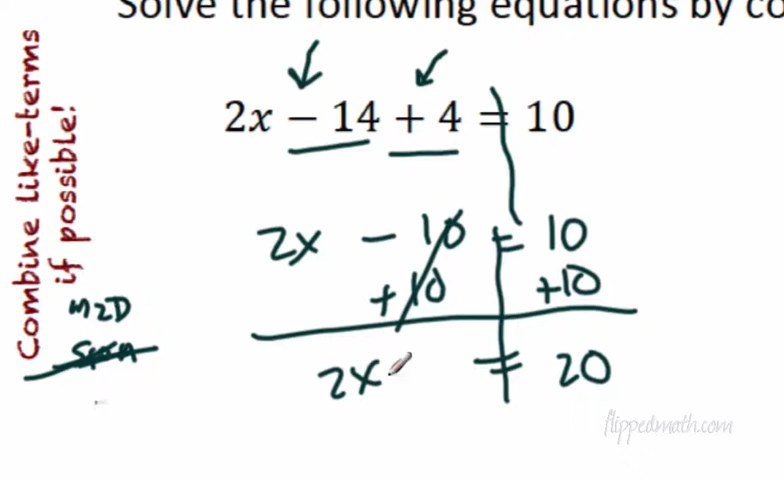 Solve the following equations by co
Combine like-terms
if possible!
2x − 14 + 4 = 10
2x − 10 = 10
+10 +10
M2D
2x = 20
flippedmath.com